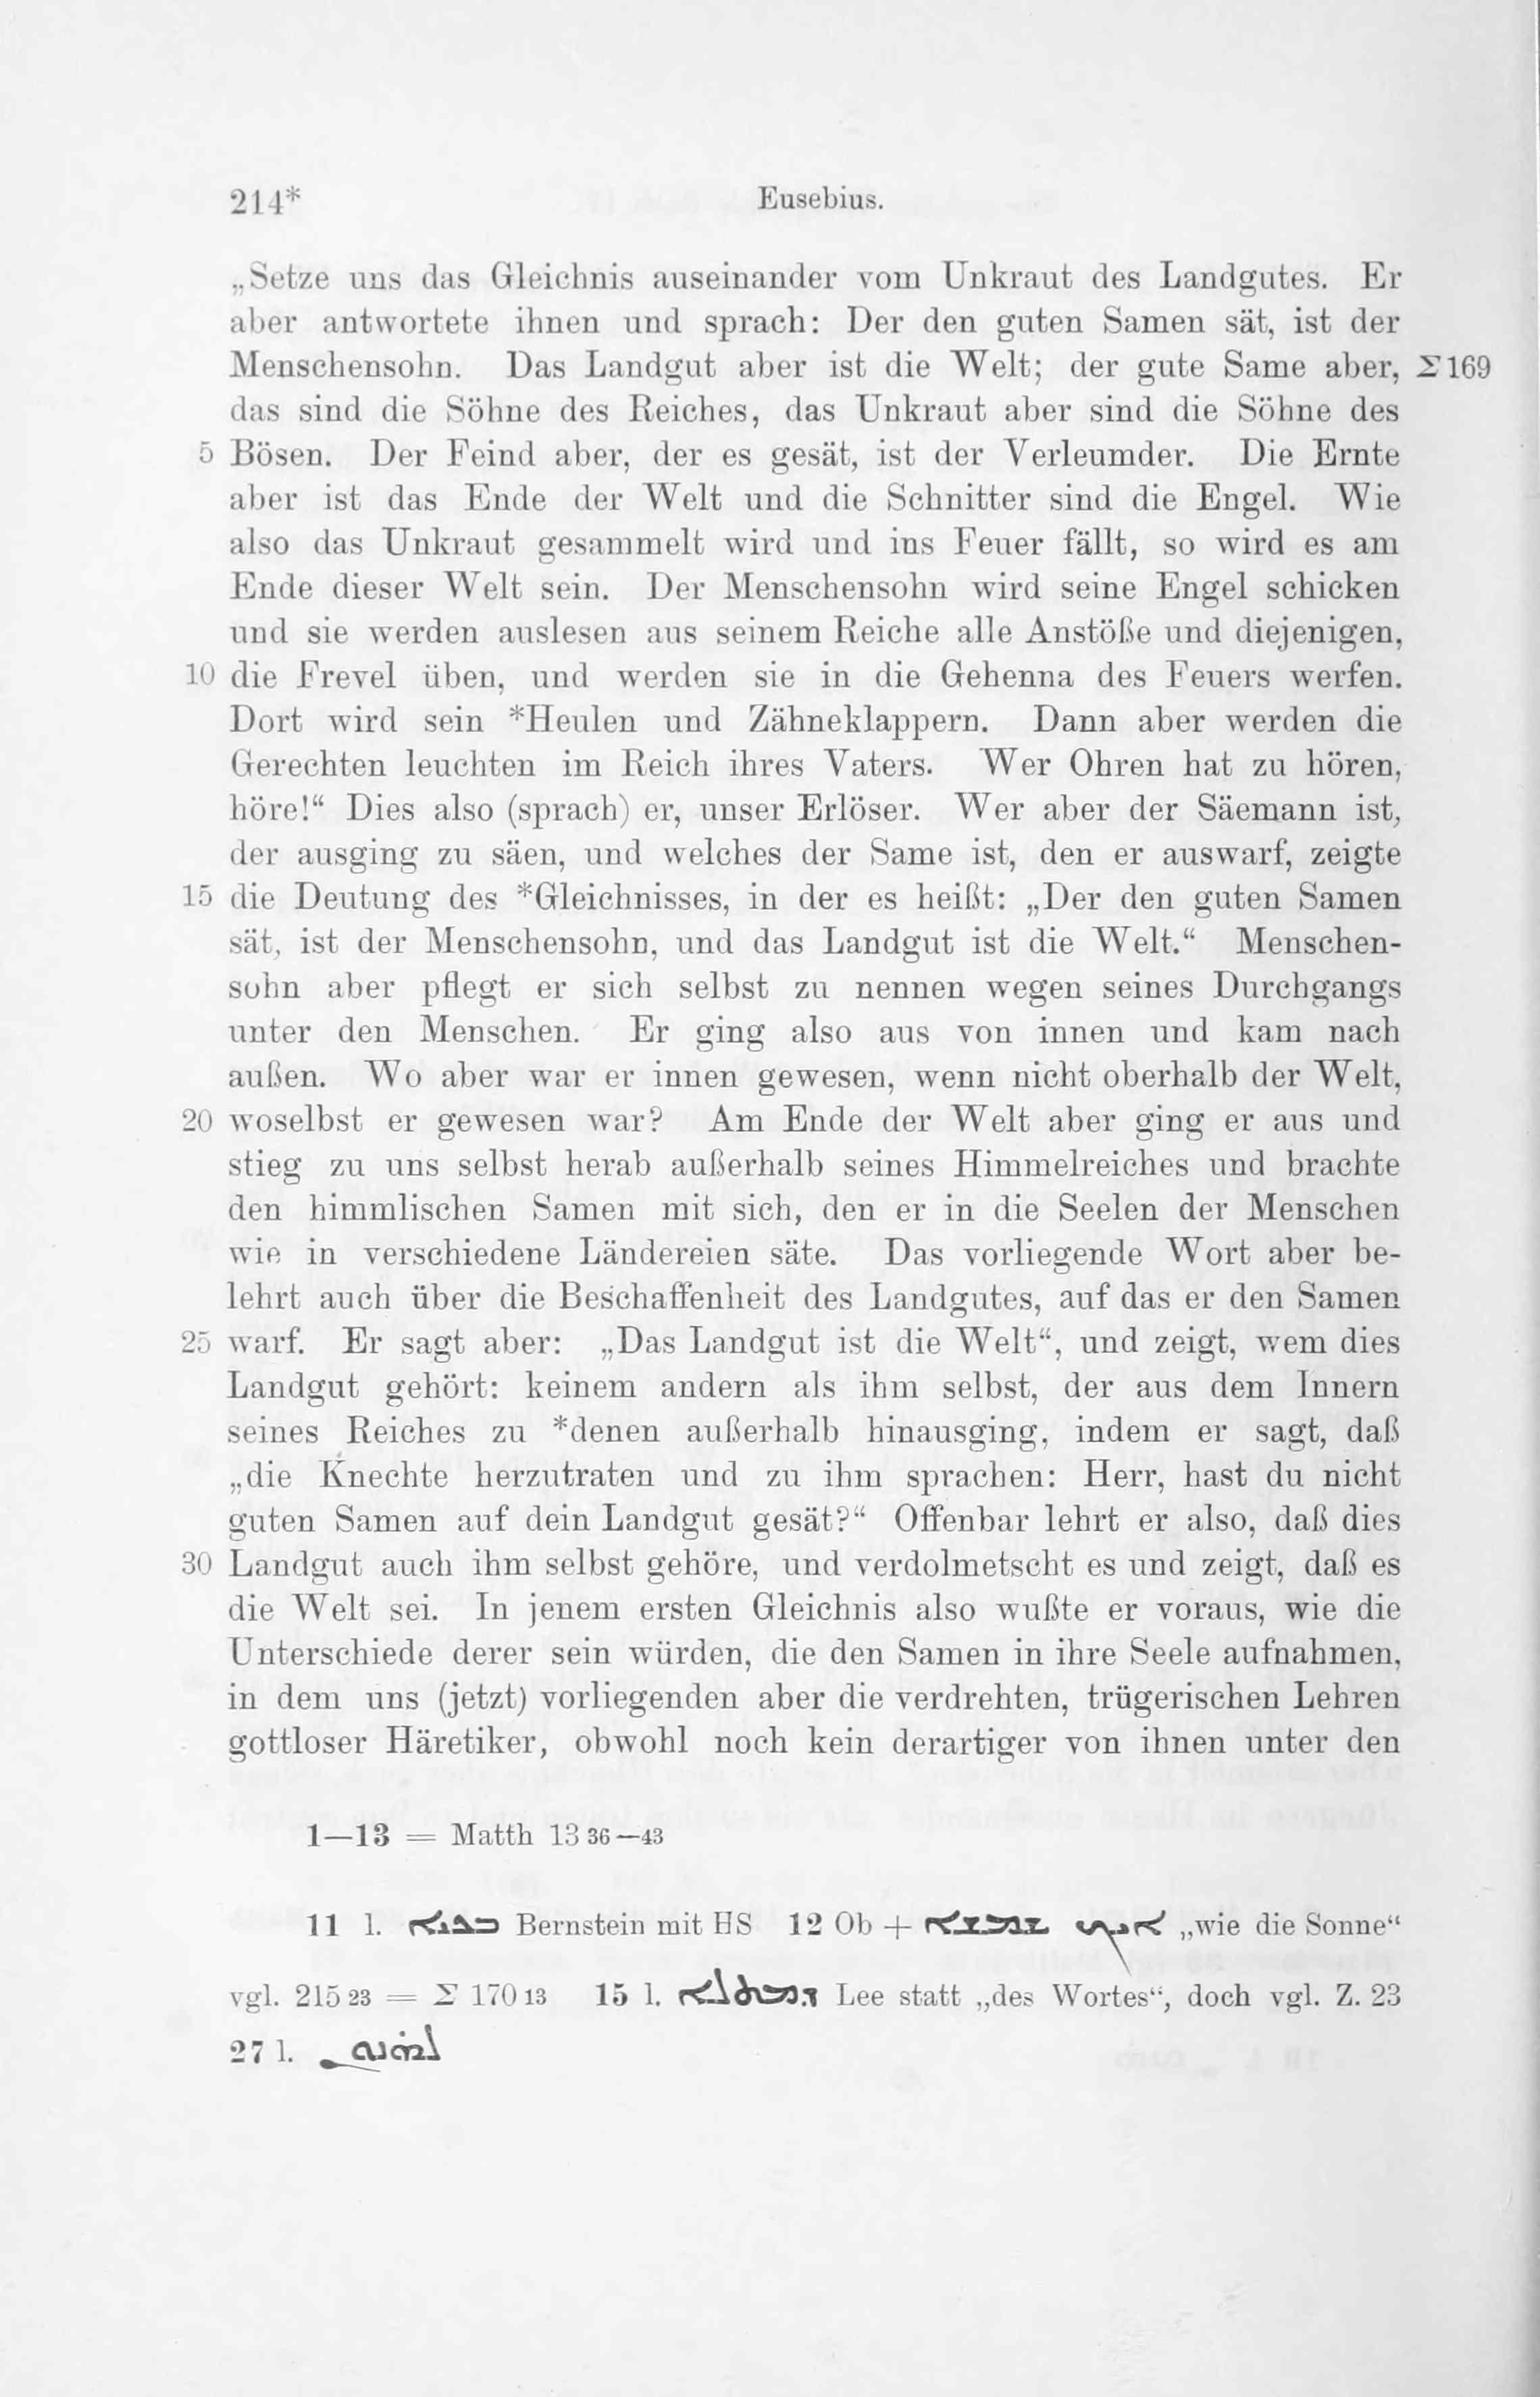 214*
Eusebius.
„Setze uns das Gleichnis auseinander vom Unkraut des Landgutes. Er
aber antwortete ihnen und sprach: Der den guten Samen sät, ist der
Menschensohn. Das Landgut aber ist die Welt; der gute Same aber, Σ 169
das sind die Söhne des Reiches, das Unkraut aber sind die Söhne des
5 Bösen. Der Feind aber, der es gesät, ist der Verleumder. Die Ernte
aber ist das Ende der Welt und die Schnitter sind die Engel. Wie
also das Unkraut gesammelt wird und ins Feuer fällt, so wird es am
Ende dieser Welt sein. Der Menschensohn wird seine Engel schicken
und sie werden auslesen aus seinem Reiche alle Anstöße und diejenigen,
10 die Frevel üben, und werden sie in die Gehenna des Feuers werfen.
Dort wird sein *Heulen und Zähneklappern. Dann aber werden die
Gerechten leuchten im Reich ihres Vaters. Wer Ohren hat zu hören,
höre!“ Dies also (sprach) er, unser Erlöser. Wer aber der Säemann ist,
der ausging zu säen, und welches der Same ist, den er auswarf, zeigte
15 die Deutung des *Gleichnisses, in der es heißt: „Der den guten Samen
sät, ist der Menschensohn, und das Landgut ist die Welt.“ Menschen-
sohn aber pflegt er sich selbst zu nennen wegen seines Durchgangs
unter den Menschen. Er ging also aus von innen und kam nach
außen. Wo aber war er innen gewesen, wenn nicht oberhalb der Welt,
20 woselbst er gewesen war? Am Ende der Welt aber ging er aus und
stieg zu uns selbst herab außerhalb seines Himmelreiches und brachte
den himmlischen Samen mit sich, den er in die Seelen der Menschen
wie in verschiedene Ländereien säte. Das vorliegende Wort aber be-
lehrt auch über die Beschaffenheit des Landgutes, auf das er den Samen
25 warf. Er sagt aber: „Das Landgut ist die Welt“, und zeigt, wem dies
Landgut gehört: keinem andern als ihm selbst, der aus dem Innern
seines Reiches zu *denen außerhalb hinausging, indem er sagt, daß
„die Knechte herzutraten und zu ihm sprachen: Herr, hast du nicht
guten Samen auf dein Landgut gesät?“ Offenbar lehrt er also, daß dies
30 Landgut auch ihm selbst gehöre, und verdolmetscht es und zeigt, daß es
die Welt sei. In jenem ersten Gleichnis also wußte er voraus, wie die
Unterschiede derer sein würden, die den Samen in ihre Seele aufnahmen,
in dem uns (jetzt) vorliegenden aber die verdrehten, trügerischen Lehren
gottloser Häretiker, obwohl noch kein derartiger von ihnen unter den
1—13 = Matth 13 36—43
11 l. ܒܟܝܐ Bernstein mit HS 12 Ob + ܐܝܟ ܫܡܫܐ „wie die Sonne“
vgl. 215 23 = Σ 170 13 15 l. ܕܡܬܠܐ Lee statt „des Wortes“, doch vgl. Z. 23
27 l. ܠܗܢܘܢ